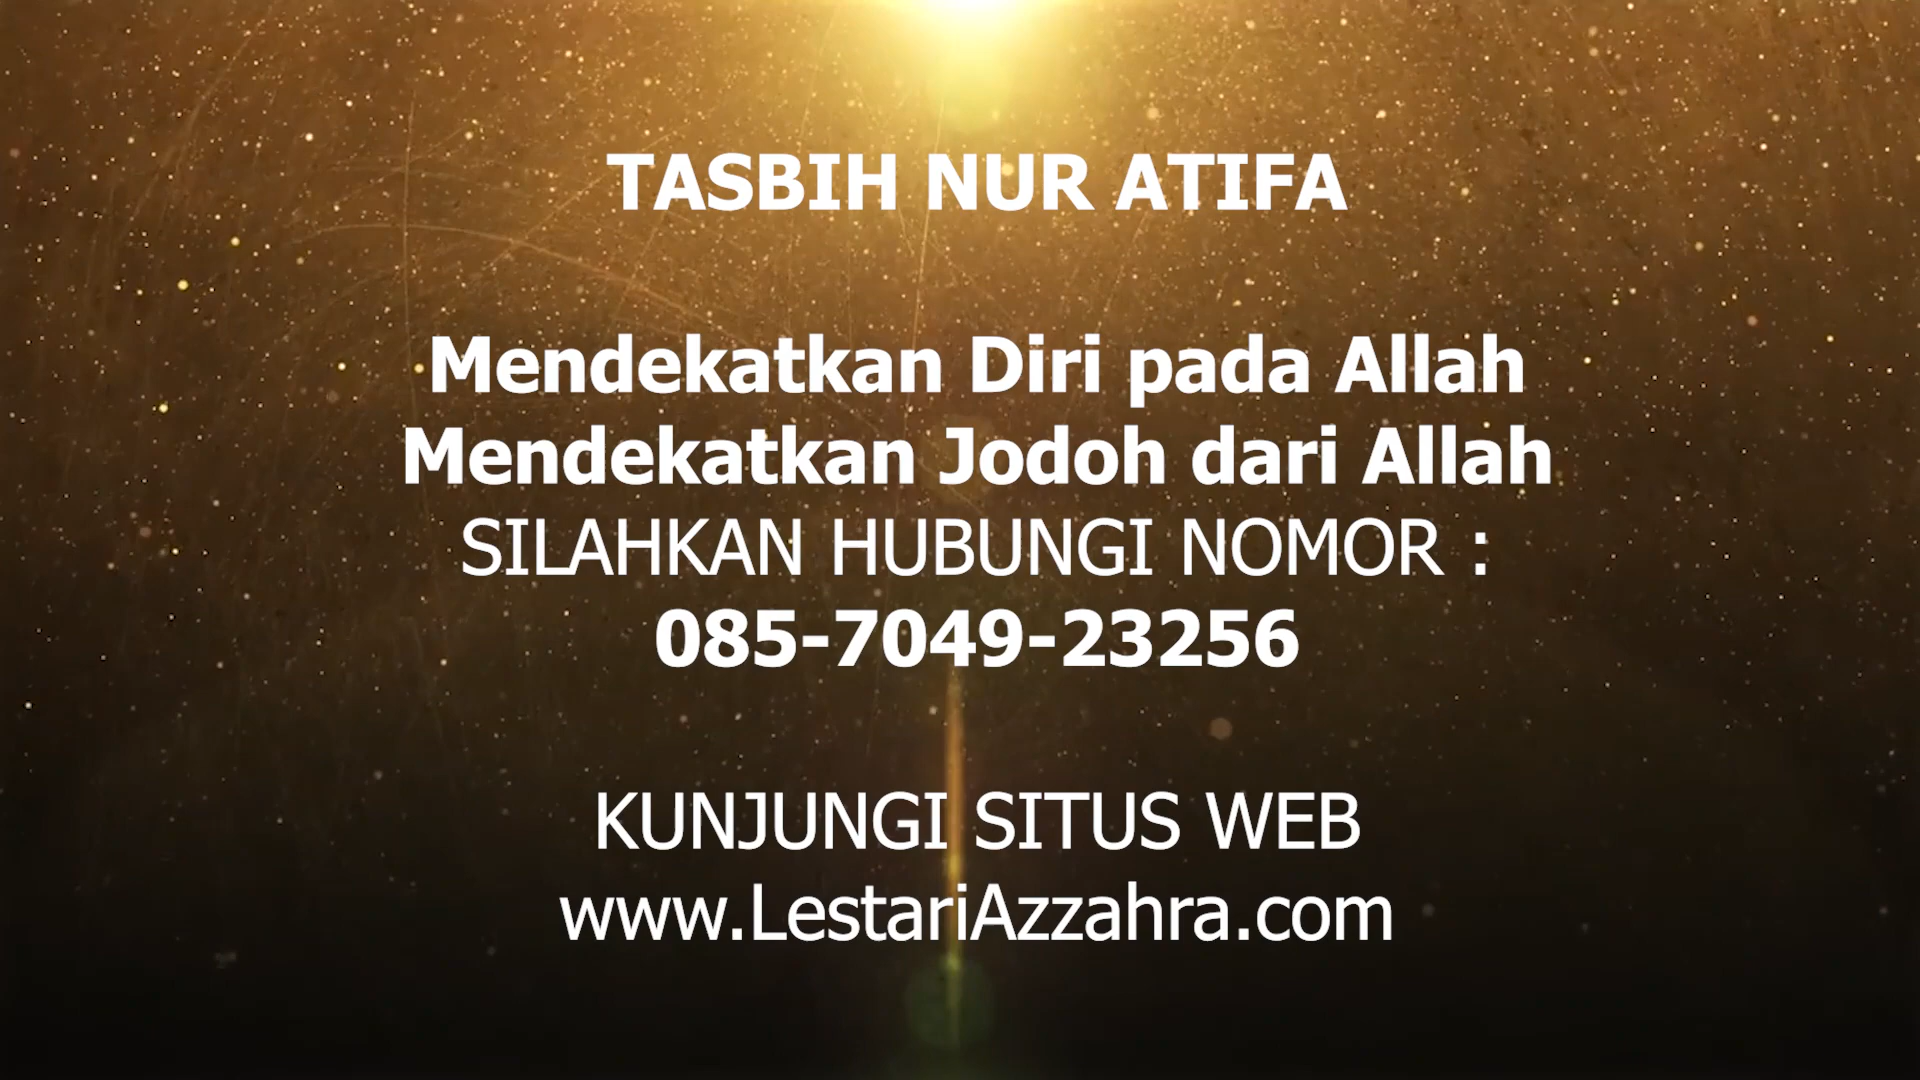 TASBIH NUR ATIFA
Mendekatkan Diri pada Allah
Mendekatkan Jodoh dari Allah
SILAHKAN HUBUNGI NOMOR :
085-7049-23256
KUNJUNGI SITUS WEB
www.LestariAzzahra.com